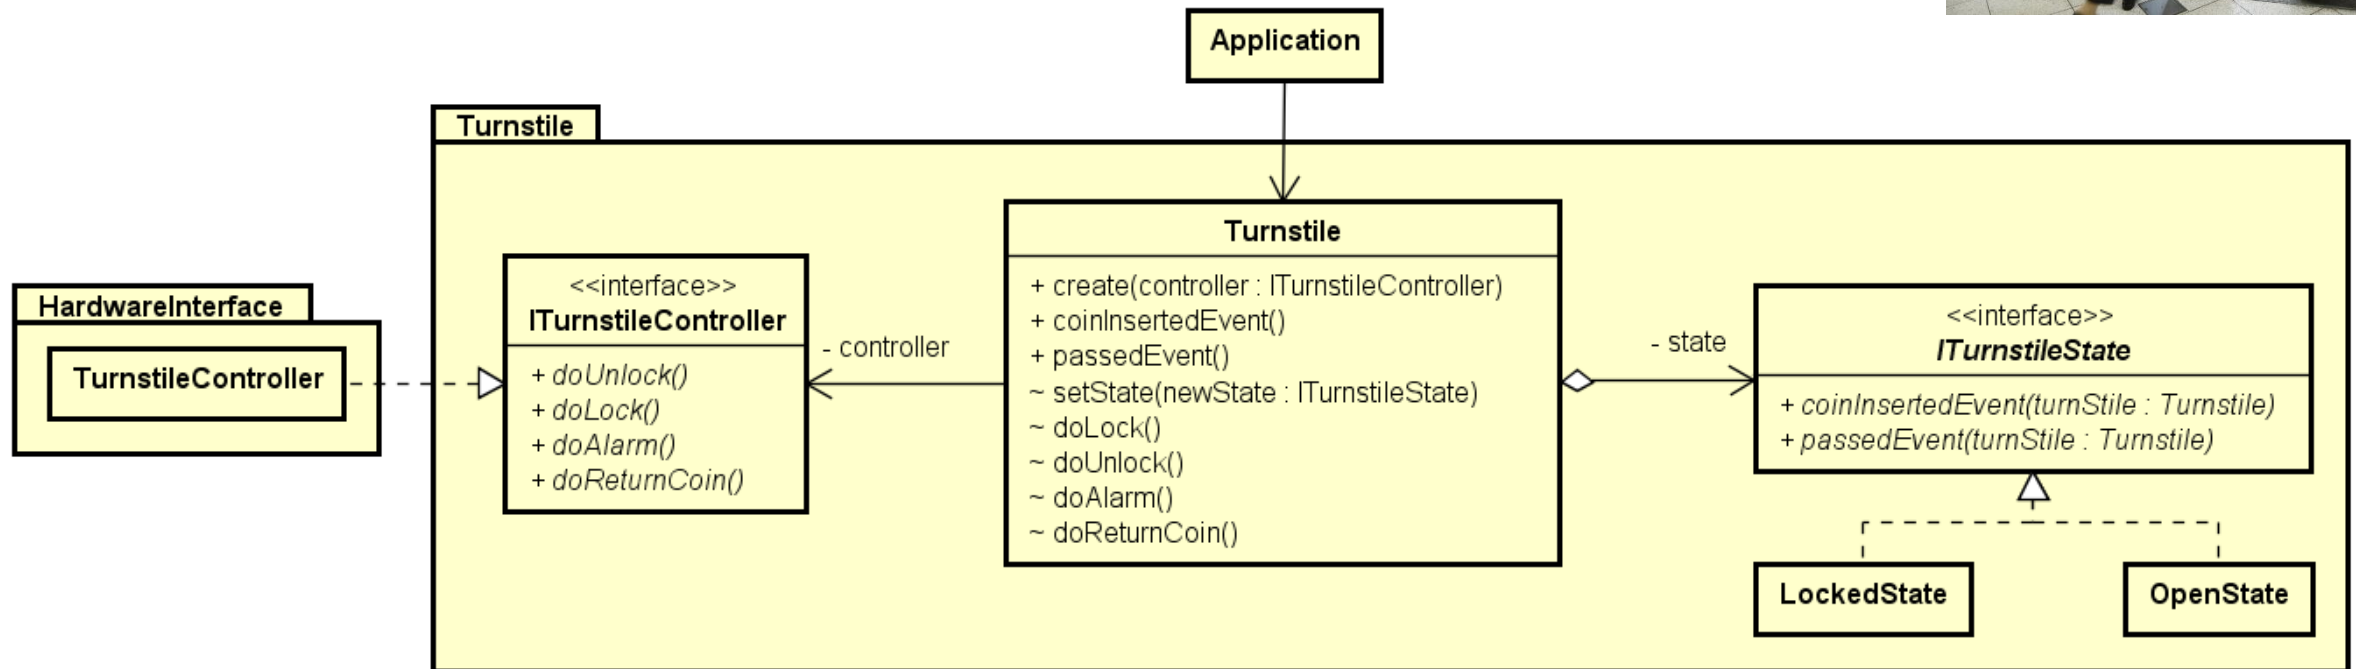 Application
Turnstile
HardwareInterface
TurnstileController
<<interface>>
ITurnstileController
+ doUnlock()
+ doLock()
+ doAlarm()
+ doReturnCoin()
- controller
Turnstile
+ create(controller : ITurnstileController)
+ coinInsertedEvent()
+ passedEvent()
~ setState(newState : ITurnstileState)
~ doLock()
~ doUnlock()
~ doAlarm()
~ doReturnCoin()
- state
<<interface>>
ITurnstileState
+ coinInsertedEvent(turnStile : Turnstile)
+ passedEvent(turnStile : Turnstile)
LockedState
OpenState